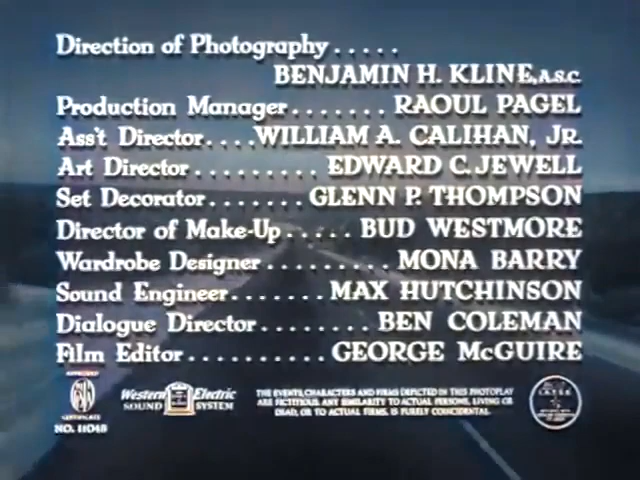 Direction of Photography . . . . .
BENJAMIN H. KLINE, A.S.C.
Production Manager . . . . . . . RAOUL PAGEL
Ass't Director. . . . WILLIAM A. CALIHAN, JR.
Art Director . . . . . . . . . EDWARD C. JEWELL
Set Decorator . . . . . . . GLENN P. THOMPSON
Director of Make-Up . . . . . BUD WESTMORE
Wardrobe Designer . . . . . . . . . MONA BARRY
Sound Engineer . . . . . . . MAX HUTCHINSON
Dialogue Director . . . . . . . . BEN COLEMAN
Film Editor . . . . . . . . . . GEORGE McGUIRE
APPROVED
CERTIFICATE
NO. 11048
Western Electric
SOUND SYSTEM
THE EVENTS, CHARACTERS AND FIRMS DEPICTED IN THIS PHOTOPLAY
ARE FICTITIOUS. ANY SIMILARITY TO ACTUAL PERSONS, LIVING OR
DEAD, OR TO ACTUAL FIRMS, IS PURELY COINCIDENTAL.
I.A.T.S.E.